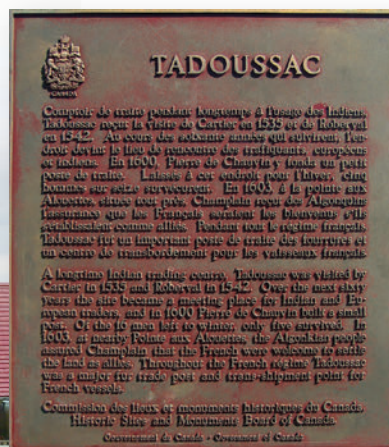 CANADA
TADOUSSAC
Comptoir de traite pendant longtemps à l'usage des Indiens,
Tadoussac reçut la visite de Cartier en 1535 et de Roberval
en 1542. Au cours des soixante années qui suivirent, l'en-
droit devint le lieu de rencontre des trafiquants, européens
et indiens. En 1600, Pierre de Chauvin y fonda un petit
poste de traite. Laissés à cet endroit pour l'hiver, cinq
hommes sur seize survécurent. En 1603, à la pointe aux
Alouettes, située tout près, Champlain reçut des Algonquins
l'assurance que les Français seraient les bienvenus s'ils
s'établissaient comme alliés. Pendant tout le régime français,
Tadoussac fut un important poste de traite des fourrures et
un centre de transbordement pour les vaisseaux français.
A longtime Indian trading centre, Tadoussac was visited by
Cartier in 1535 and Roberval in 1542. Over the next sixty
years the site became a meeting place for Indian and Eu-
ropean traders, and in 1600 Pierre de Chauvin built a small
post. Of the 16 men left to winter, only five survived. In
1603, at nearby Pointe aux Alouettes, the Algonkian people
assured Champlain that the French were welcome to settle
the land as allies. Throughout the French régime Tadoussac
was a major fur trade post and trans-shipment point for
French vessels.
Commission des lieux et monuments historiques du Canada.
Historic Sites and Monuments Board of Canada.
Gouvernement du Canada - Government of Canada